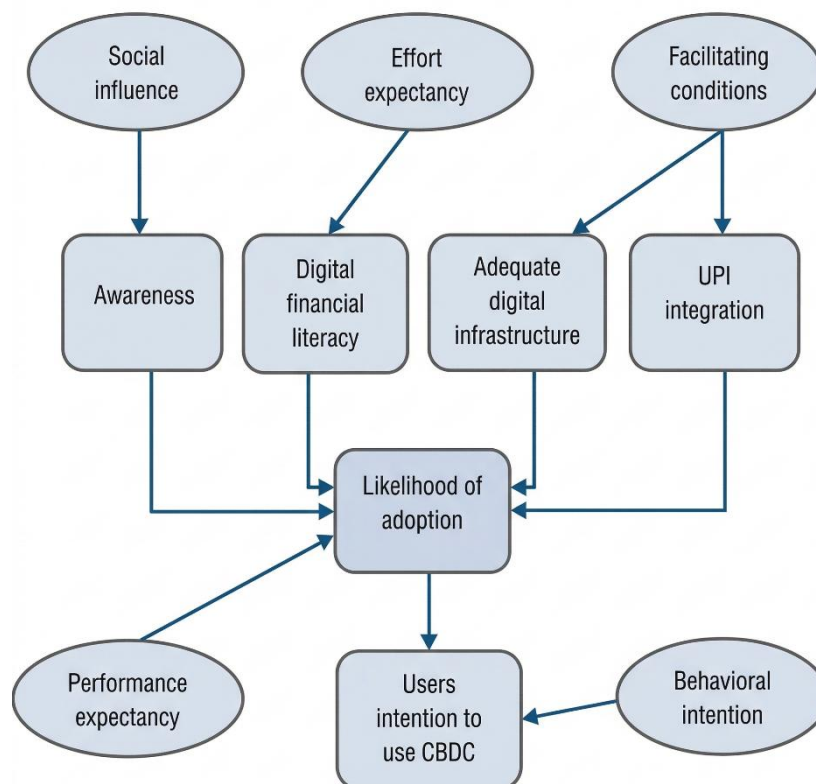 Social
influence
Effort
expectancy
Facilitating
conditions
Awareness
Digital
financial
literacy
Adequate
digital
infrastructure
UPI
integration
Likelihood of
adoption
Performance
expectancy
Users
intention to
use CBDC
Behavioral
intention